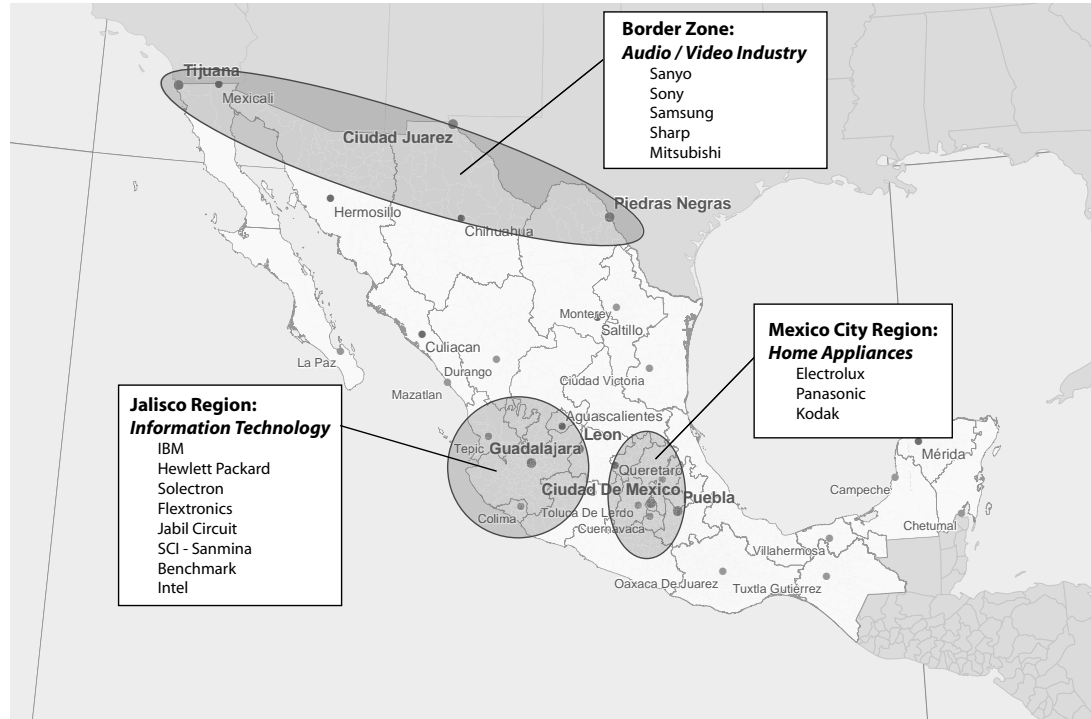 Border Zone:
Audio / Video Industry
Sanyo
Sony
Samsung
Sharp
Mitsubishi
Tijuana
Mexicali
Ciudad Juarez
Hermosillo
Chihuahua
Piedras Negras
Monterey
Saltillo
Culiacan
La Paz
Durango
Mazatlan
Ciudad Victoria
Mexico City Region:
Home Appliances
Electrolux
Panasonic
Kodak
Jalisco Region:
Information Technology
IBM
Hewlett Packard
Solectron
Flextronics
Jabil Circuit
SCI - Sanmina
Benchmark
Intel
Aguascalientes
Leon
Tepic
Guadalajara
Queretaro
Ciudad De Mexico
Puebla
Colima
Toluca De Lerdo
Cuernavaca
Mérida
Campeche
Chetumal
Villahermosa
Oaxaca De Juarez
Tuxtla Gutiérrez